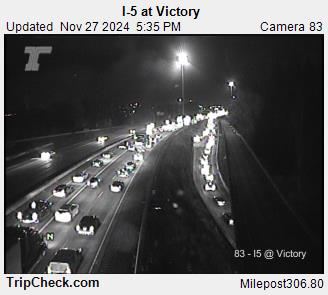 I-5 at Victory
Updated  Nov 27 2024  5:35 PM
Camera 83
T
N
83 - I5 @ Victory
TripCheck.com
Milepost306.80